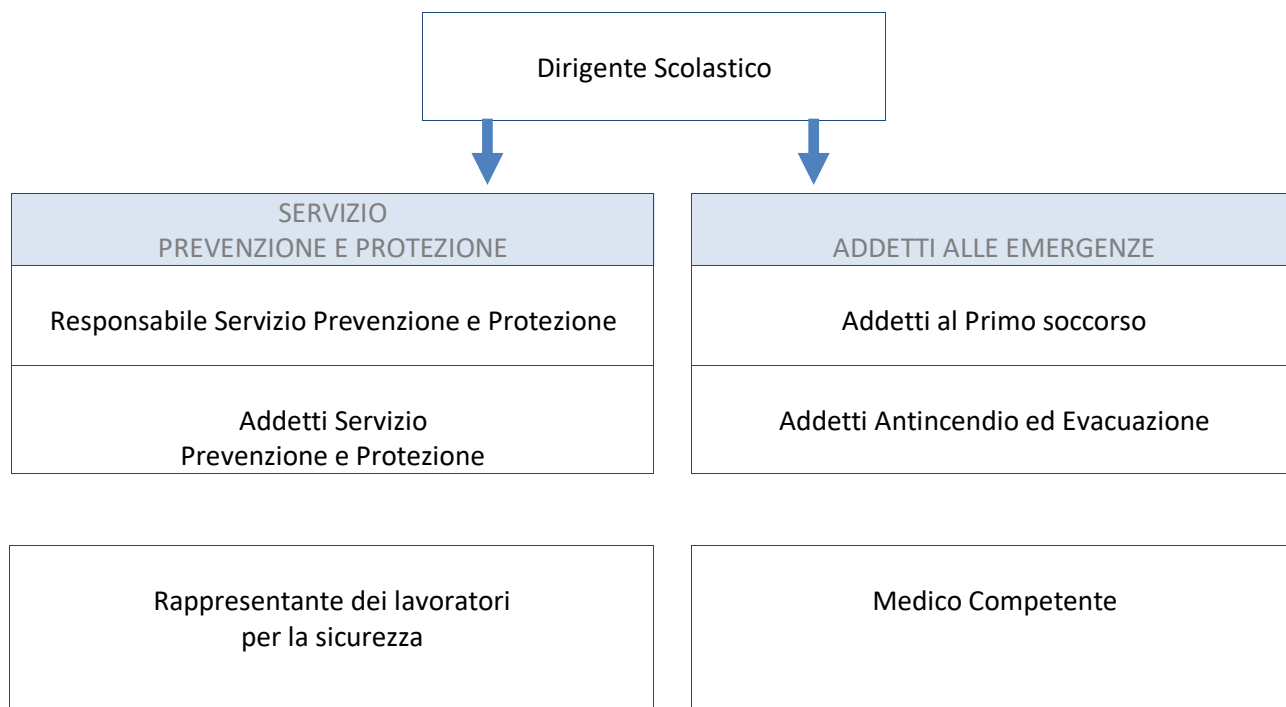 Dirigente Scolastico
SERVIZIO
PREVENZIONE E PROTEZIONE
Responsabile Servizio Prevenzione e Protezione
Addetti Servizio
Prevenzione e Protezione
ADDETTI ALLE EMERGENZE
Addetti al Primo soccorso
Addetti Antincendio ed Evacuazione
Rappresentante dei lavoratori
per la sicurezza
Medico Competente